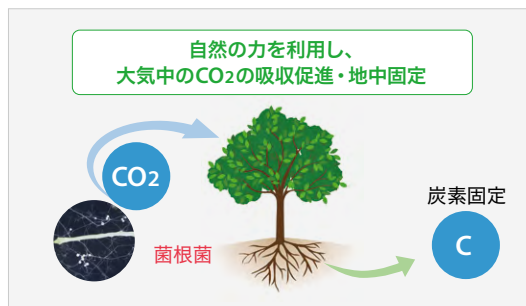 自然の力を利用し、
大気中のCO2の吸収促進・地中固定
CO2
菌根菌
炭素固定
C